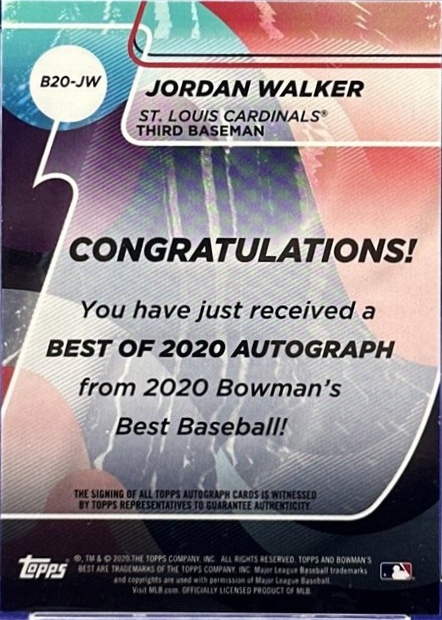 B20-JW
JORDAN WALKER
ST. LOUIS CARDINALS®
THIRD BASEMAN
CONGRATULATIONS!
You have just received a
BEST OF 2020 AUTOGRAPH
from 2020 Bowman's
Best Baseball!
THE SIGNING OF ALL TOPPS AUTOGRAPH CARDS IS WITNESSED
BY TOPPS REPRESENTATIVES TO GUARANTEE AUTHENTICITY.
topps
®, TM & © 2020 THE TOPPS COMPANY, INC. ALL RIGHTS RESERVED. TOPPS AND BOWMAN'S
BEST ARE TRADEMARKS OF THE TOPPS COMPANY, INC. Major League Baseball trademarks
and copyrights are used with permission of Major League Baseball.
Visit MLB.com. OFFICIALLY LICENSED PRODUCT OF MLB.